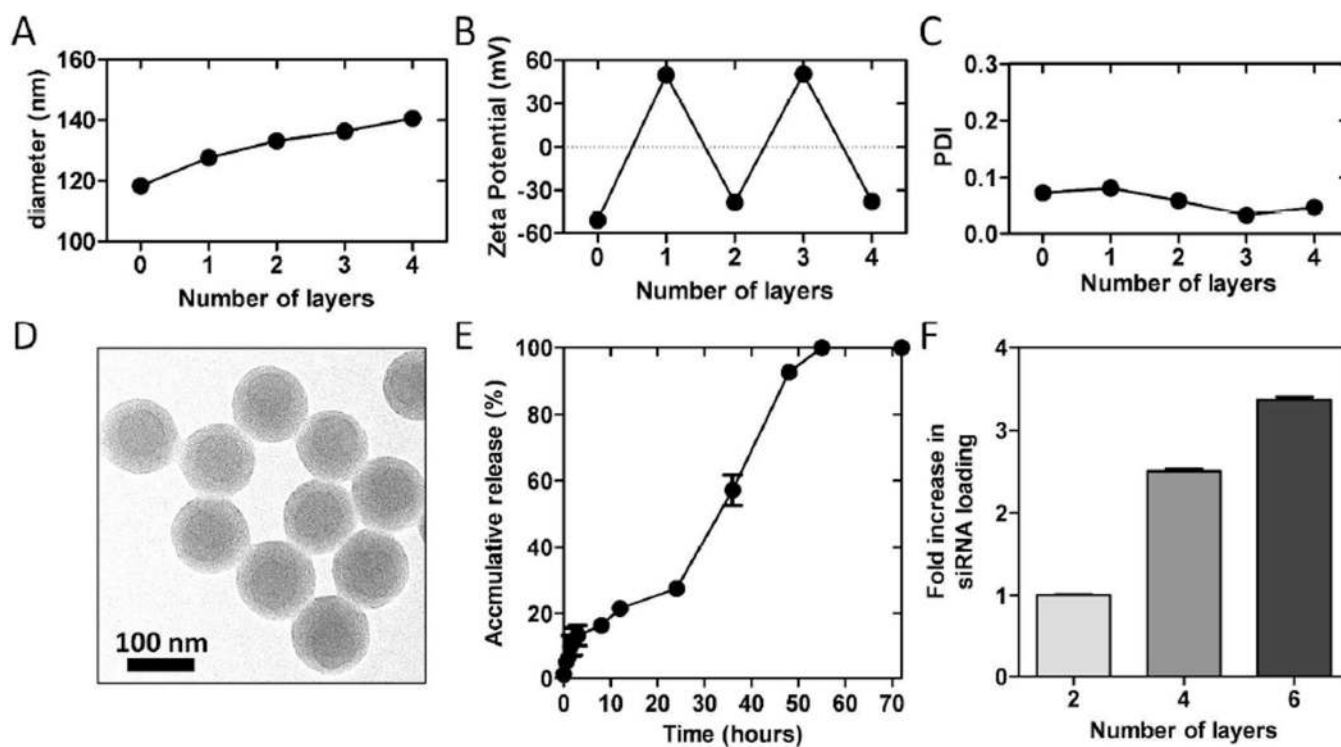 A
160
140
120
100
diameter (nm)
0 1 2 3 4
Number of layers
B
60
30
0
-30
-60
Zeta Potential (mV)
0 1 2 3 4
Number of layers
C
0.3
0.2
0.1
0.0
PDI
0 1 2 3 4
Number of layers
D
100 nm
E
100
80
60
40
20
0
Accmulative release (%)
0 10 20 30 40 50 60 70
Time (hours)
F
4
3
2
1
0
Fold increase in
siRNA loading
2 4 6
Number of layers